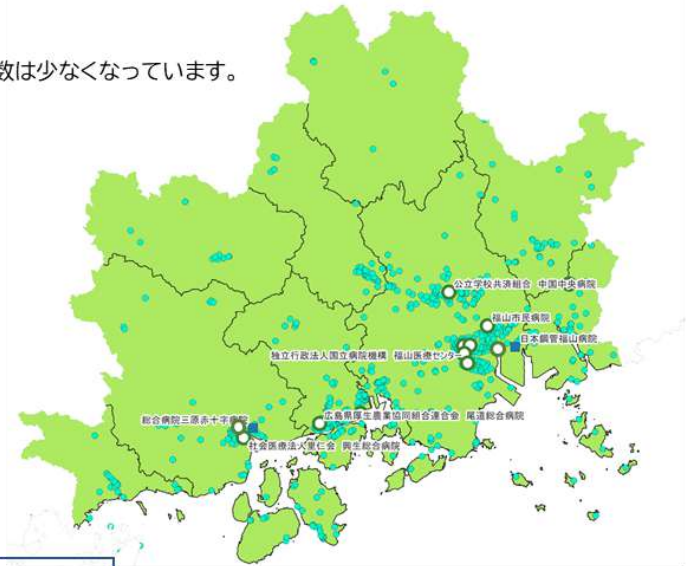 数は少なくなっています。
公立学校共済組合 中国中央病院
福山市民病院
日本鋼管福山病院
独立行政法人国立病院機構 福山医療センター
広島県厚生農業協同組合連合会 尾道総合病院
総合病院三原赤十字病院
社会医療法人里仁会 興生総合病院